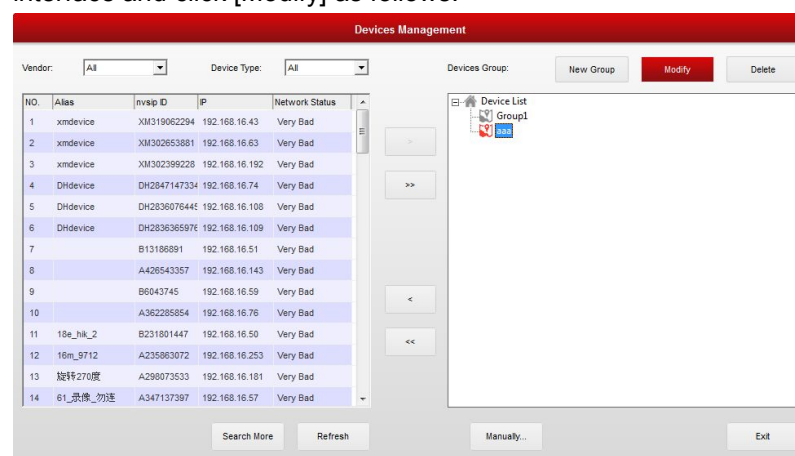 interface and click [Modify] as follows:
Devices Management
Vendor: All Device Type: All Devices Group: New Group Modify Delete
NO. Alias nvsip ID IP Network Status
1 xmdevice XM319062294 192.168.16.43 Very Bad
2 xmdevice XM302653881 192.168.16.63 Very Bad
3 xmdevice XM302399228 192.168.16.192 Very Bad
4 DHdevice DH2847147334 192.168.16.74 Very Bad
5 DHdevice DH2836076445 192.168.16.108 Very Bad
6 DHdevice DH2836365976 192.168.16.109 Very Bad
7 B13186891 192.168.16.51 Very Bad
8 A426543357 192.168.16.143 Very Bad
9 B6043745 192.168.16.59 Very Bad
10 A362285854 192.168.16.76 Very Bad
11 18e_hik_2 B231801447 192.168.16.50 Very Bad
12 16m_9712 A235863072 192.168.16.253 Very Bad
13 旋转270度 A298073533 192.168.16.181 Very Bad
14 61_录像_勿连 A347137397 192.168.16.57 Very Bad
>
>>
<
<<
Device List
Group1
aaa
Search More Refresh Manually... Exit